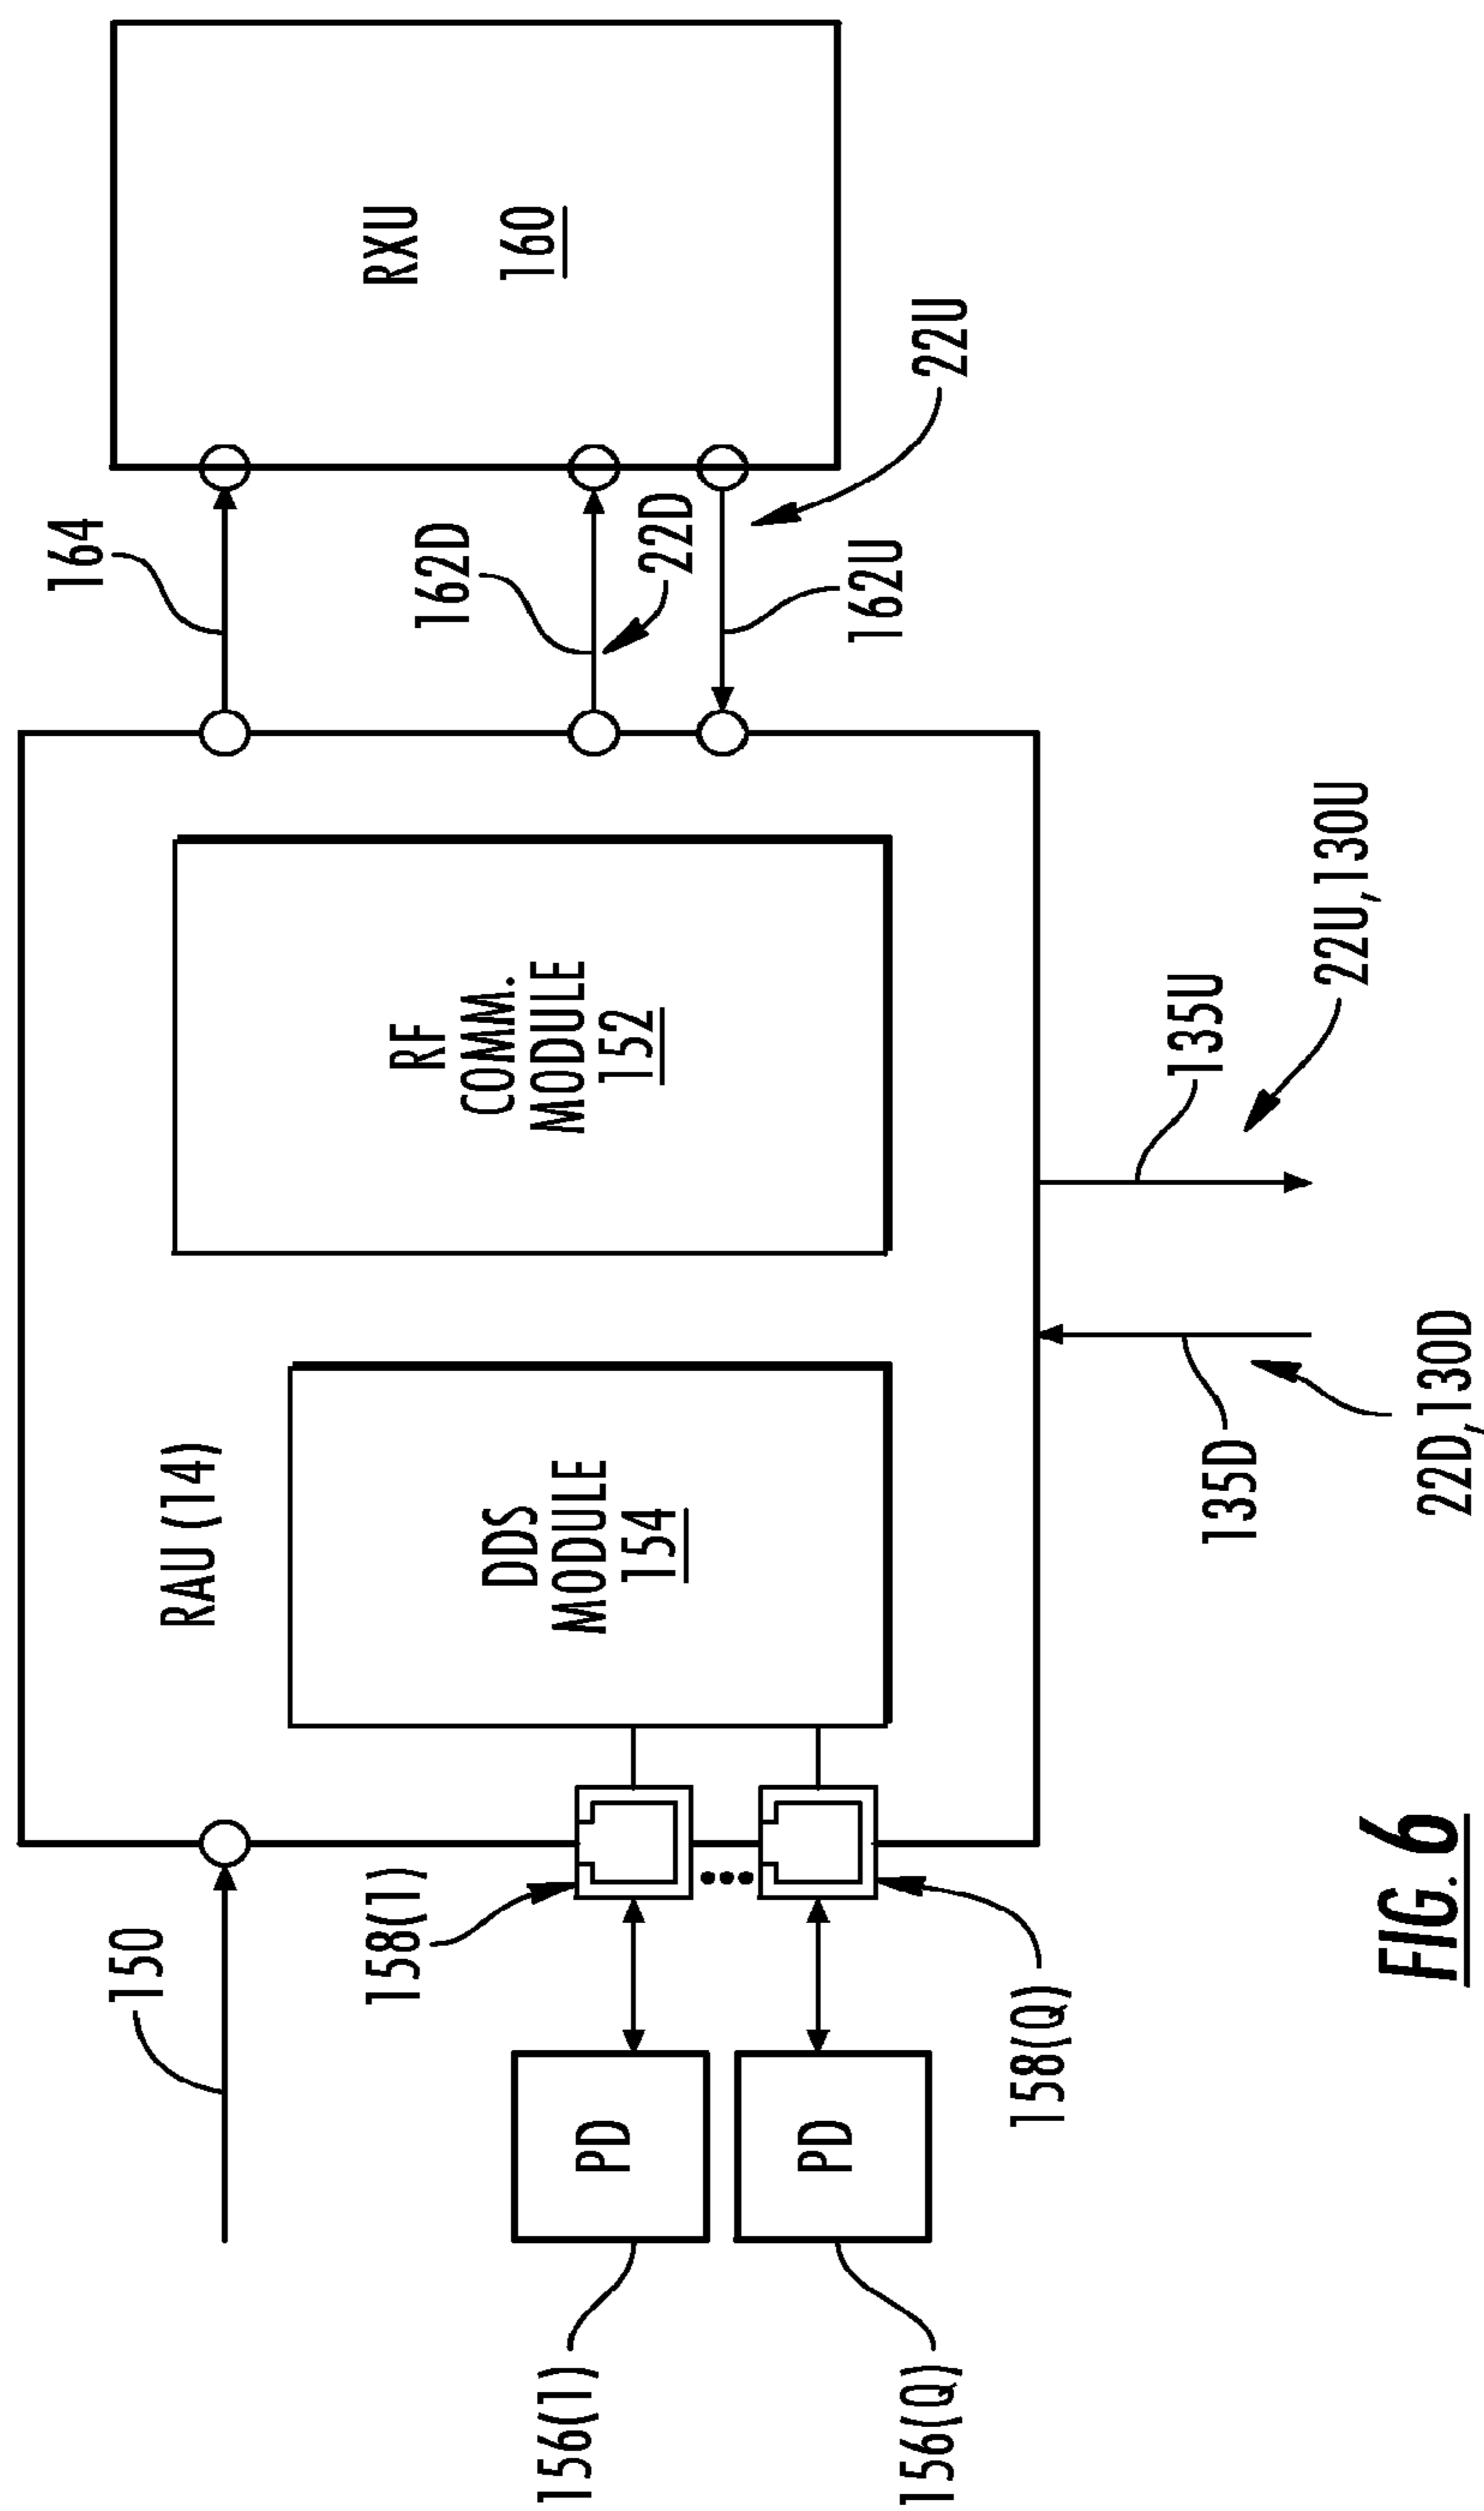 150
RAU (14)
164
158(1)
DDS
MODULE
154
RF
COMM.
MODULE
152
162D
22D
RXU
160
156(1)
PD
PD
156(Q)
158(Q)
162U
22U
135D
135U
22D,130D
22U,130U
FIG. 6